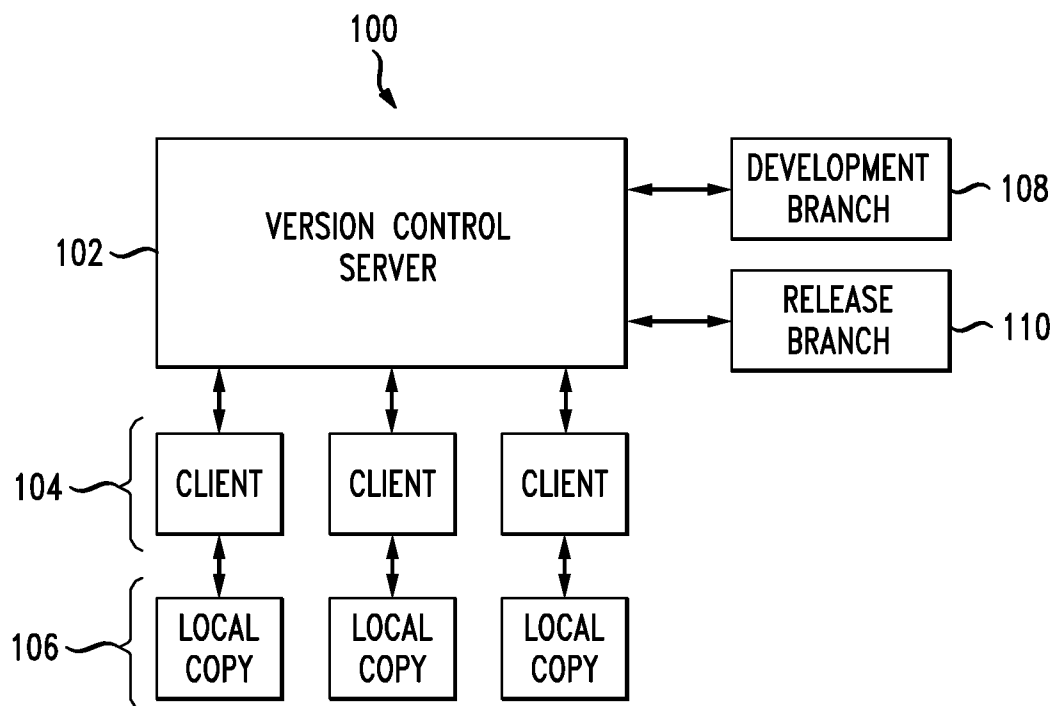 100
VERSION CONTROL
SERVER
102
DEVELOPMENT
BRANCH
108
RELEASE
BRANCH
110
104
CLIENT
CLIENT
CLIENT
106
LOCAL
COPY
LOCAL
COPY
LOCAL
COPY